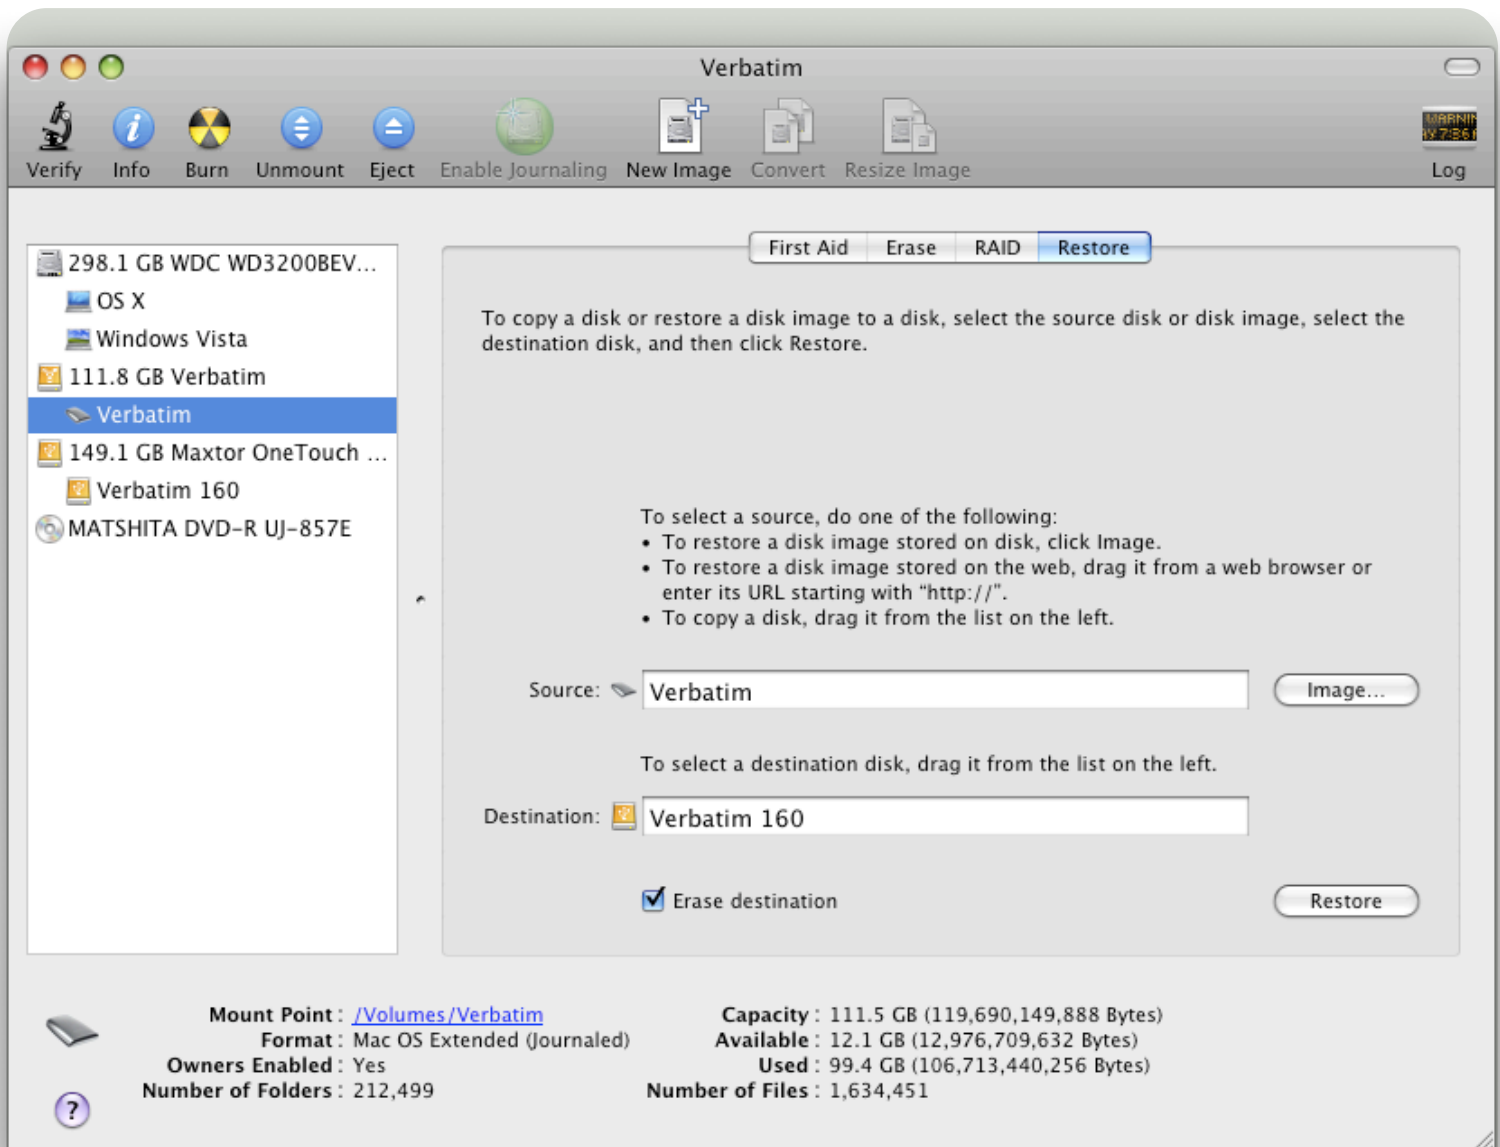 Verbatim
Verify
Info
Burn
Unmount
Eject
Enable Journaling
New Image
Convert
Resize Image
Log
298.1 GB WDC WD3200BEV...
OS X
Windows Vista
111.8 GB Verbatim
Verbatim
149.1 GB Maxtor OneTouch ...
Verbatim 160
MATSHITA DVD-R UJ-857E
First Aid
Erase
RAID
Restore
To copy a disk or restore a disk image to a disk, select the source disk or disk image, select the
destination disk, and then click Restore.
To select a source, do one of the following:
• To restore a disk image stored on disk, click Image.
• To restore a disk image stored on the web, drag it from a web browser or
enter its URL starting with “http://”.
• To copy a disk, drag it from the list on the left.
Source:
Verbatim
Image...
To select a destination disk, drag it from the list on the left.
Destination:
Verbatim 160
Erase destination
Restore
Mount Point : /Volumes/Verbatim
Format : Mac OS Extended (Journaled)
Owners Enabled : Yes
Number of Folders : 212,499
Capacity : 111.5 GB (119,690,149,888 Bytes)
Available : 12.1 GB (12,976,709,632 Bytes)
Used : 99.4 GB (106,713,440,256 Bytes)
Number of Files : 1,634,451
?